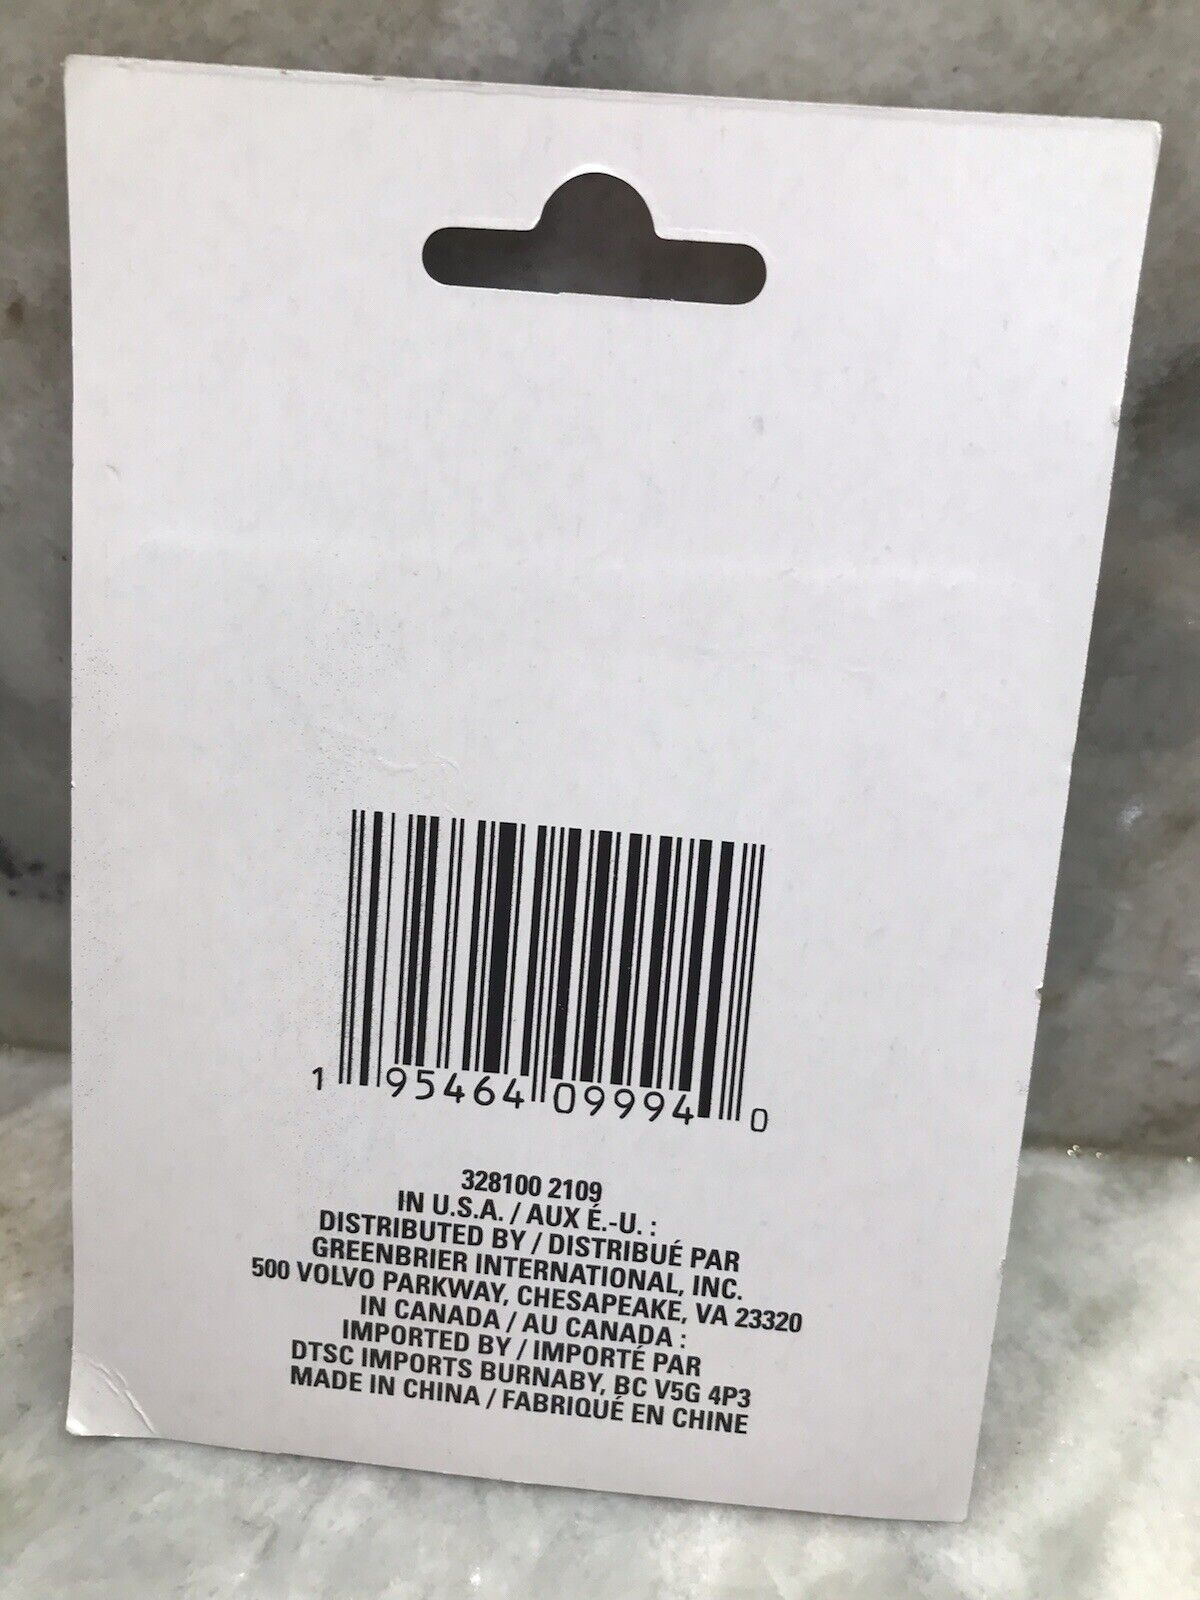 1 95464 09994 0
328100 2109
IN U.S.A. / AUX É.-U. :
DISTRIBUTED BY / DISTRIBUÉ PAR
GREENBRIER INTERNATIONAL, INC.
500 VOLVO PARKWAY, CHESAPEAKE, VA 23320
IN CANADA / AU CANADA :
IMPORTED BY / IMPORTÉ PAR
DTSC IMPORTS BURNABY, BC V5G 4P3
MADE IN CHINA / FABRIQUÉ EN CHINE